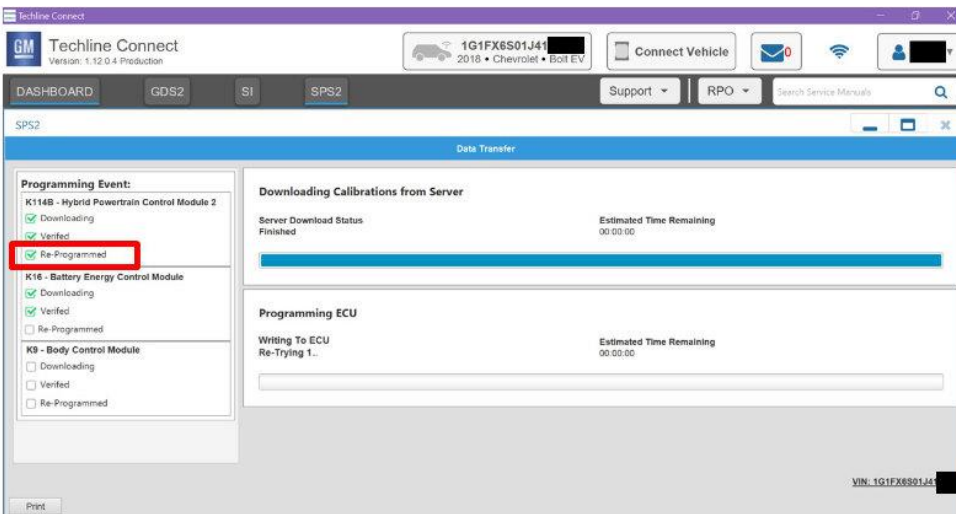 Techline Connect
GM
Techline Connect
Version: 1.12.0.4 Production
1G1FX6S01J41
2018 • Chevrolet • Bolt EV
Connect Vehicle
0
DASHBOARD GDS2 SI SPS2 Support RPO Search Service Manuals
SPS2
Data Transfer
Programming Event:
K114B - Hybrid Powertrain Control Module 2
Downloading
Verifed
Re-Programmed
K16 - Battery Energy Control Module
Downloading
Verifed
Re-Programmed
K9 - Body Control Module
Downloading
Verifed
Re-Programmed
Downloading Calibrations from Server
Server Download Status Estimated Time Remaining
Finished 00:00:00
Programming ECU
Writing To ECU Estimated Time Remaining
Re-Trying 1.. 00:00:00
VIN: 1G1FX6S01J41
Print